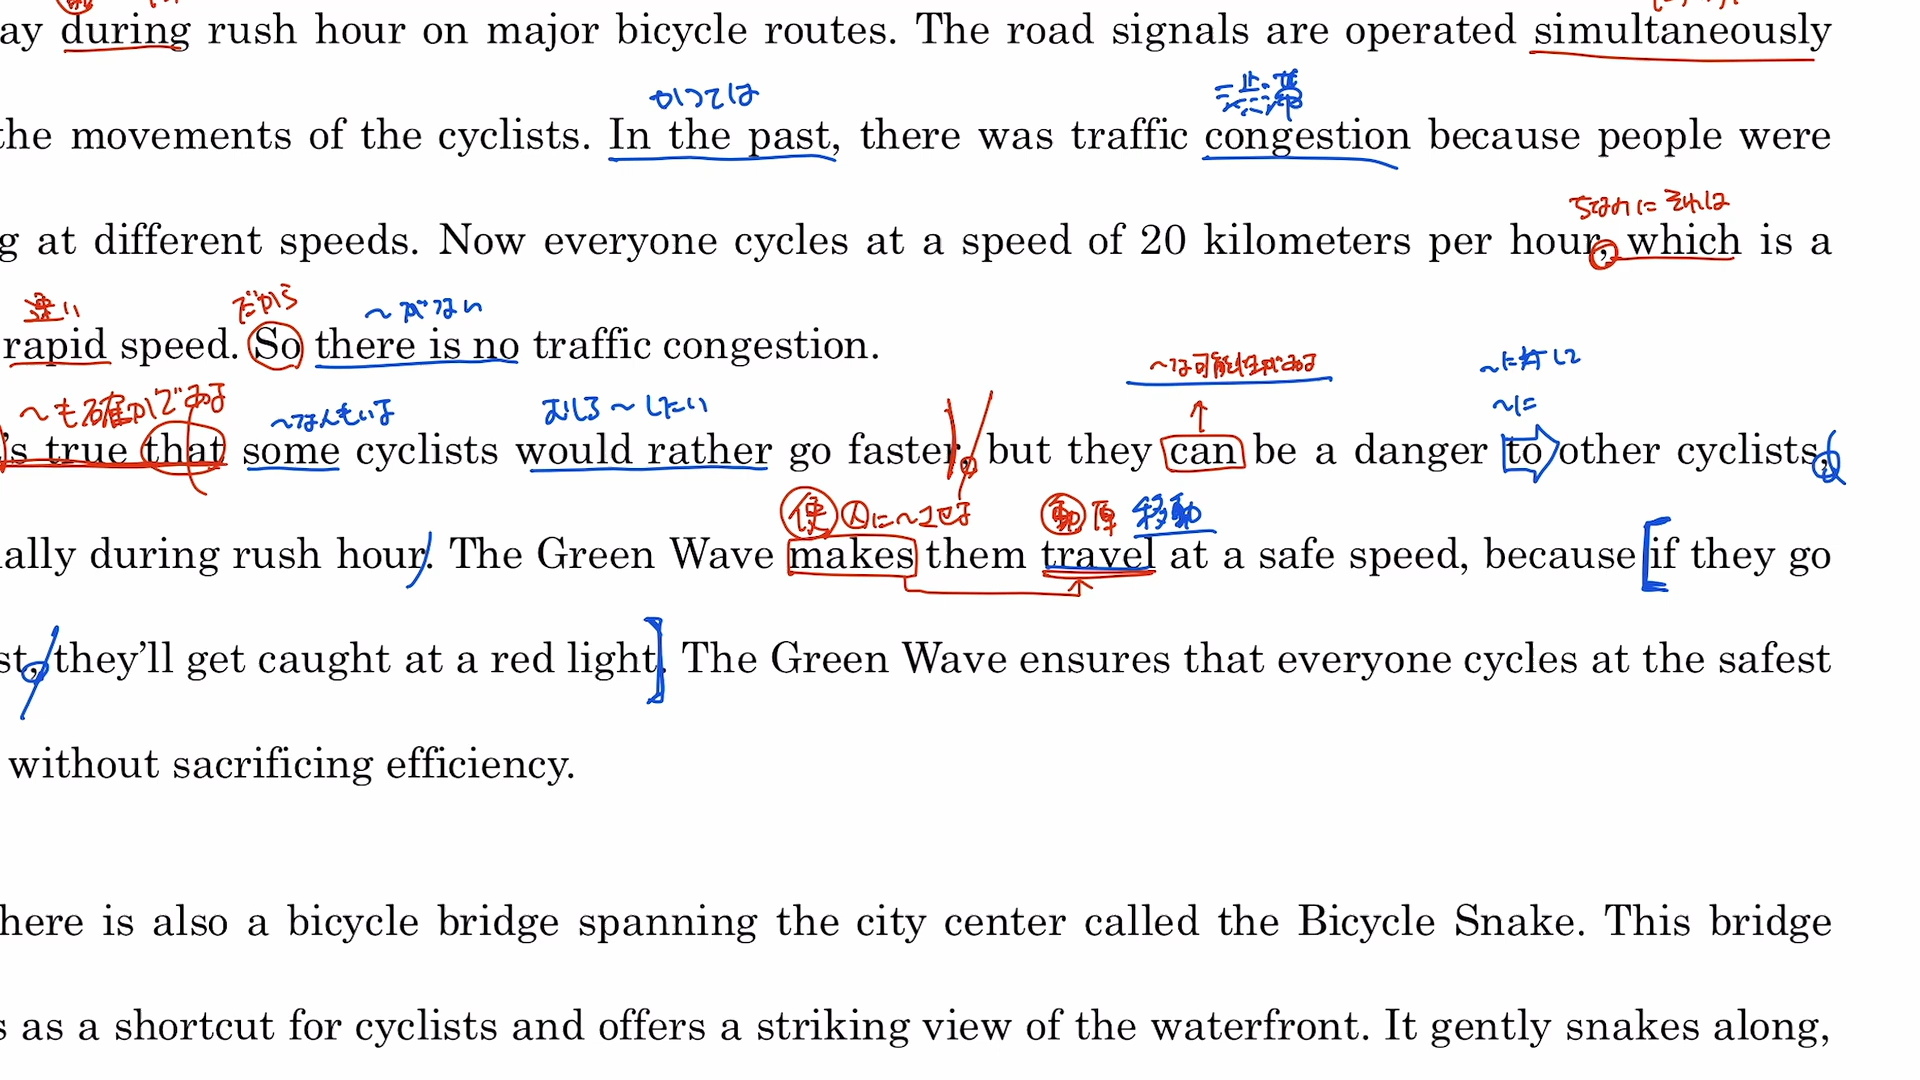 ay during rush hour on major bicycle routes. The road signals are operated simultaneously
かつては 渋滞
the movements of the cyclists. In the past, there was traffic congestion because people were
ちなみにそれは
g at different speeds. Now everyone cycles at a speed of 20 kilometers per hour, which is a
速い だから 〜がない
rapid speed. So there is no traffic congestion.
〜な可能性がある 〜に対して
〜も確かである 〜なんもいる むしろ〜したい 〜に
's true that some cyclists would rather go faster, but they can be a danger to other cyclists,
使 人に〜させる 動 原 移動
ally during rush hour. The Green Wave makes them travel at a safe speed, because [if they go
st, they'll get caught at a red light]. The Green Wave ensures that everyone cycles at the safest
without sacrificing efficiency.
here is also a bicycle bridge spanning the city center called the Bicycle Snake. This bridge
s as a shortcut for cyclists and offers a striking view of the waterfront. It gently snakes along,